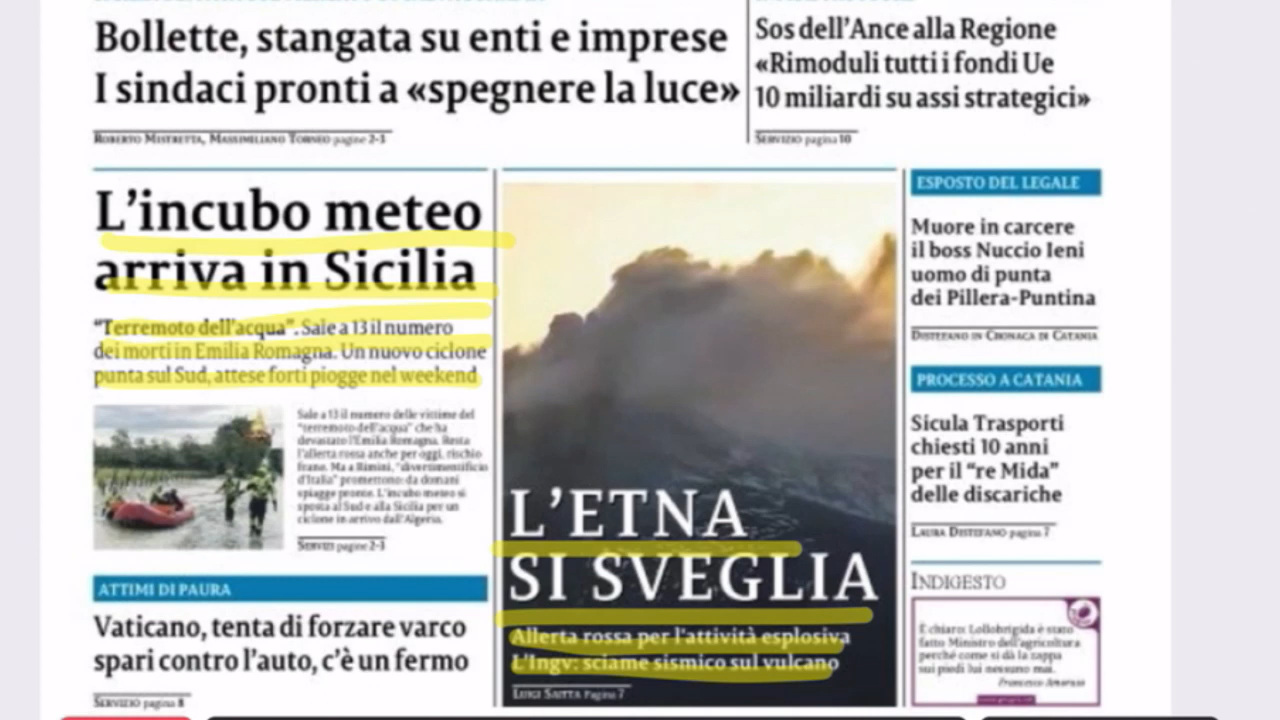 Bollette, stangata su enti e imprese
I sindaci pronti a «spegnere la luce»
Roberto Mistretta, Massimiliano Torneo pagine 2-3
Sos dell'Ance alla Regione
«Rimoduli tutti i fondi Ue
10 miliardi su assi strategici»
Servizio pagina 10
L'incubo meteo
arriva in Sicilia
"Terremoto dell'acqua". Sale a 13 il numero
dei morti in Emilia Romagna. Un nuovo ciclone
punta sul Sud, attese forti piogge nel weekend
Sale a 13 il numero delle vittime del
"terremoto dell'acqua" che ha
devastato l'Emilia Romagna. Resta
l'allerta rossa anche per oggi, rischio
frane. Ma a Rimini, "divertimentificio
d'Italia" promettono: da domani
spiagge pronte. L'incubo meteo si
sposta al Sud e alla Sicilia per un
ciclone in arrivo dall'Algeria.
Servizi pagine 2-3
ATTIMI DI PAURA
Vaticano, tenta di forzare varco
spari contro l'auto, c'è un fermo
Servizio pagina 8
L'ETNA
SI SVEGLIA
Allerta rossa per l'attività esplosiva
L'Ingv: sciame sismico sul vulcano
Luigi Saitta Pagina 7
ESPOSTO DEL LEGALE
Muore in carcere
il boss Nuccio Ieni
uomo di punta
dei Pillera-Puntina
Distefano in Cronaca di Catania
PROCESSO A CATANIA
Sicula Trasporti
chiesti 10 anni
per il "re Mida"
delle discariche
Laura Distefano pagina 7
Indigesto
È chiaro: Lollobrigida è stato
fatto Ministro dell'agricoltura
perché come si dà la zappa
sui piedi lui nessuno mai.
Francesco Amaruso